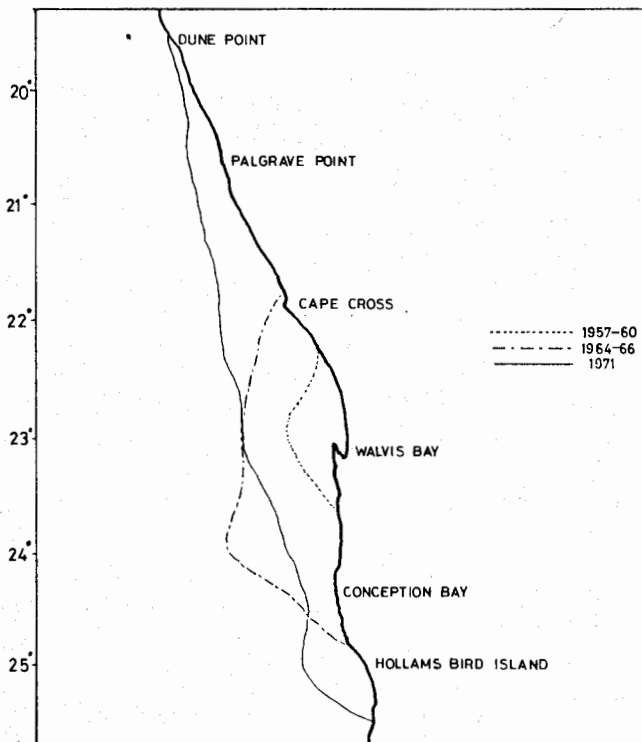 DUNE POINT
20°
PALGRAVE POINT
21°
CAPE CROSS
22°
1957-60
1964-66
1971
23°
WALVIS BAY
24°
CONCEPTION BAY
25°
HOLLAMS BIRD ISLAND